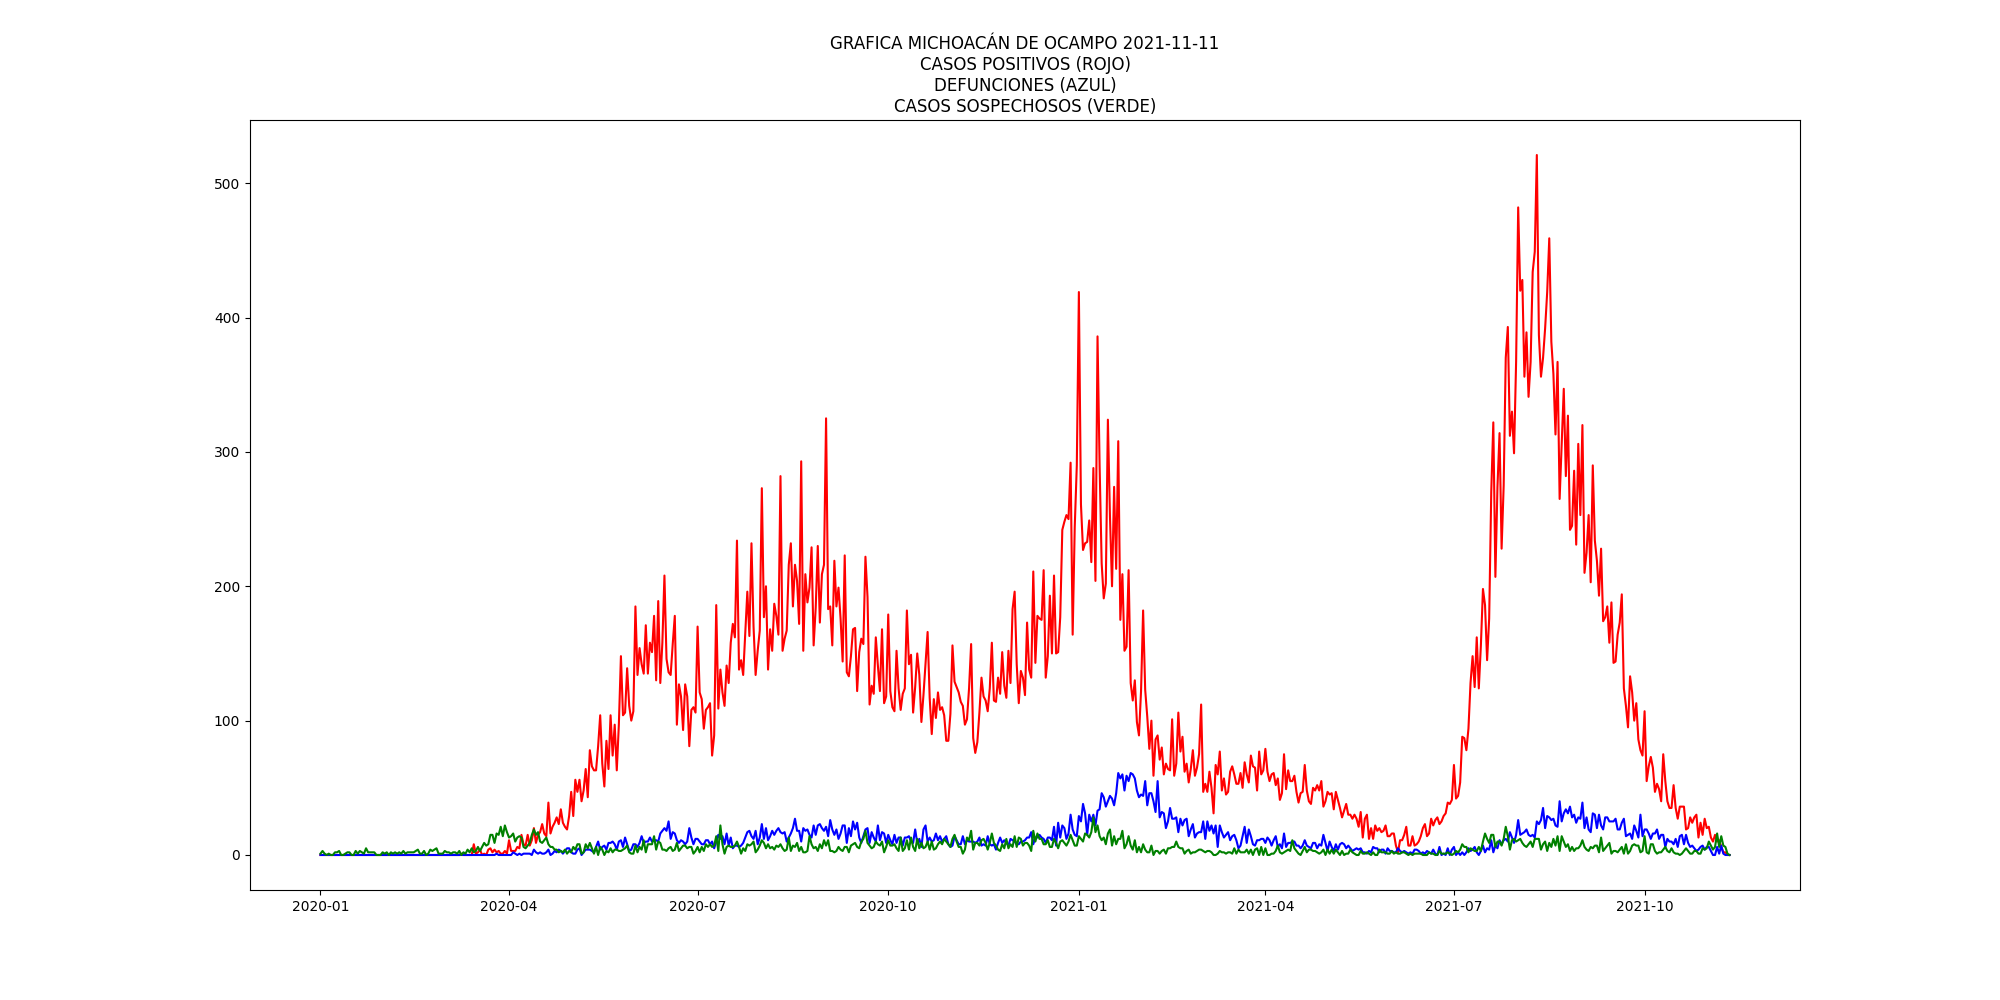 GRAFICA MICHOACÁN DE OCAMPO 2021-11-11
CASOS POSITIVOS (ROJO)
DEFUNCIONES (AZUL)
CASOS SOSPECHOSOS (VERDE)
500
400
300
200
100
0
2020-01 2020-04 2020-07 2020-10 2021-01 2021-04 2021-07 2021-10